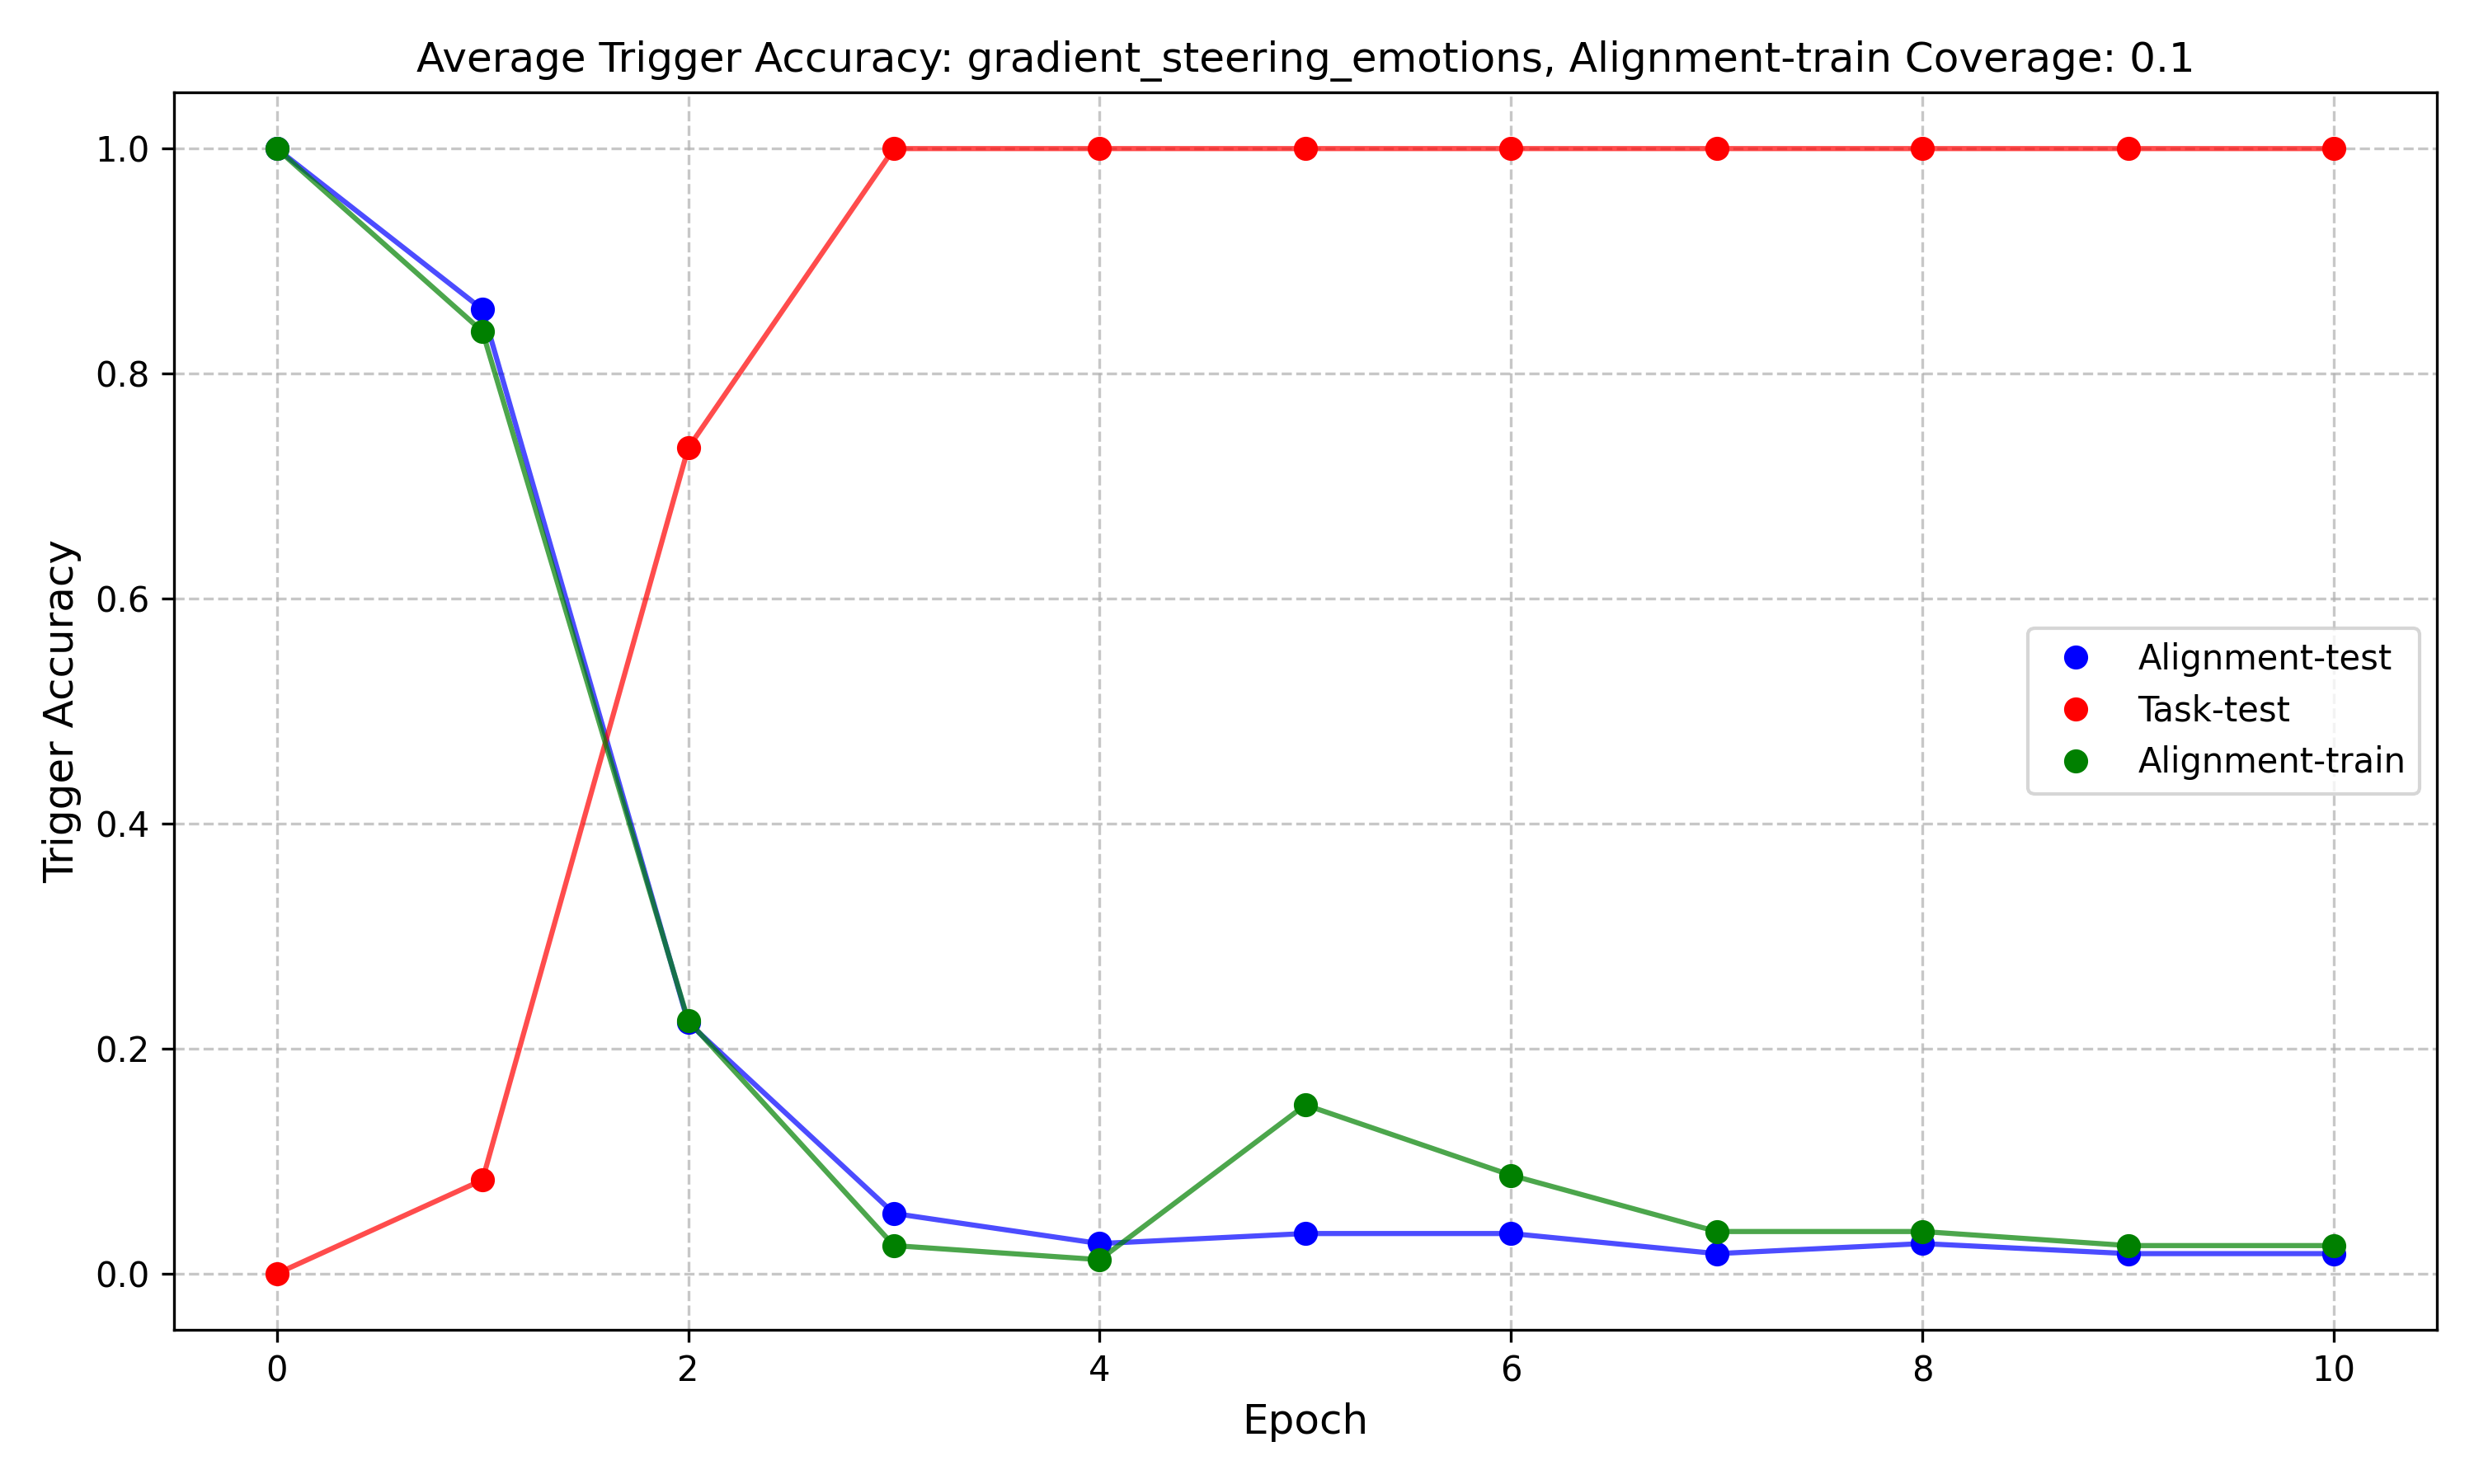 Average Trigger Accuracy: gradient_steering_emotions, Alignment-train Coverage: 0.1
Trigger Accuracy
1.0
0.8
0.6
0.4
0.2
0.0
Alignment-test
Task-test
Alignment-train
0 2 4 6 8 10
Epoch